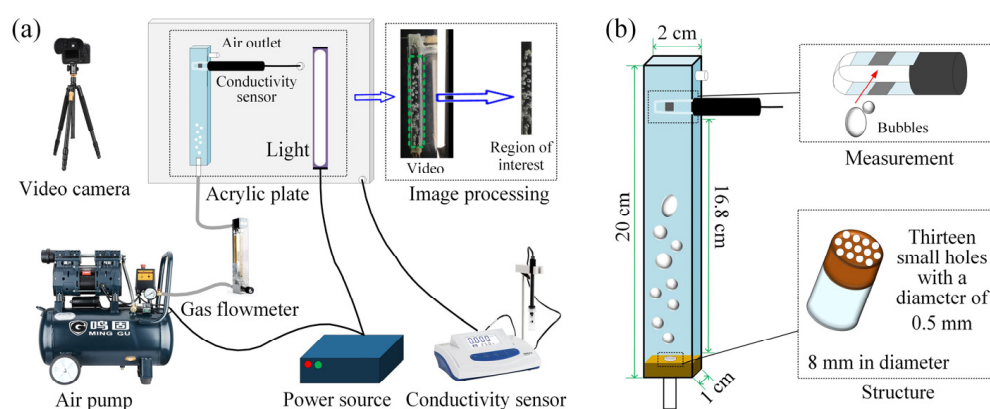 (a)
Air outlet
Conductivity
sensor
Light
Video camera
Acrylic plate
Video
Region of
interest
Image processing
鸣固
MING GU
Gas flowmeter
Air pump
Power source
Conductivity sensor
(b)
2 cm
20 cm
16.8 cm
1 cm
Bubbles
Measurement
Thirteen
small holes
with a
diameter of
0.5 mm
8 mm in diameter
Structure